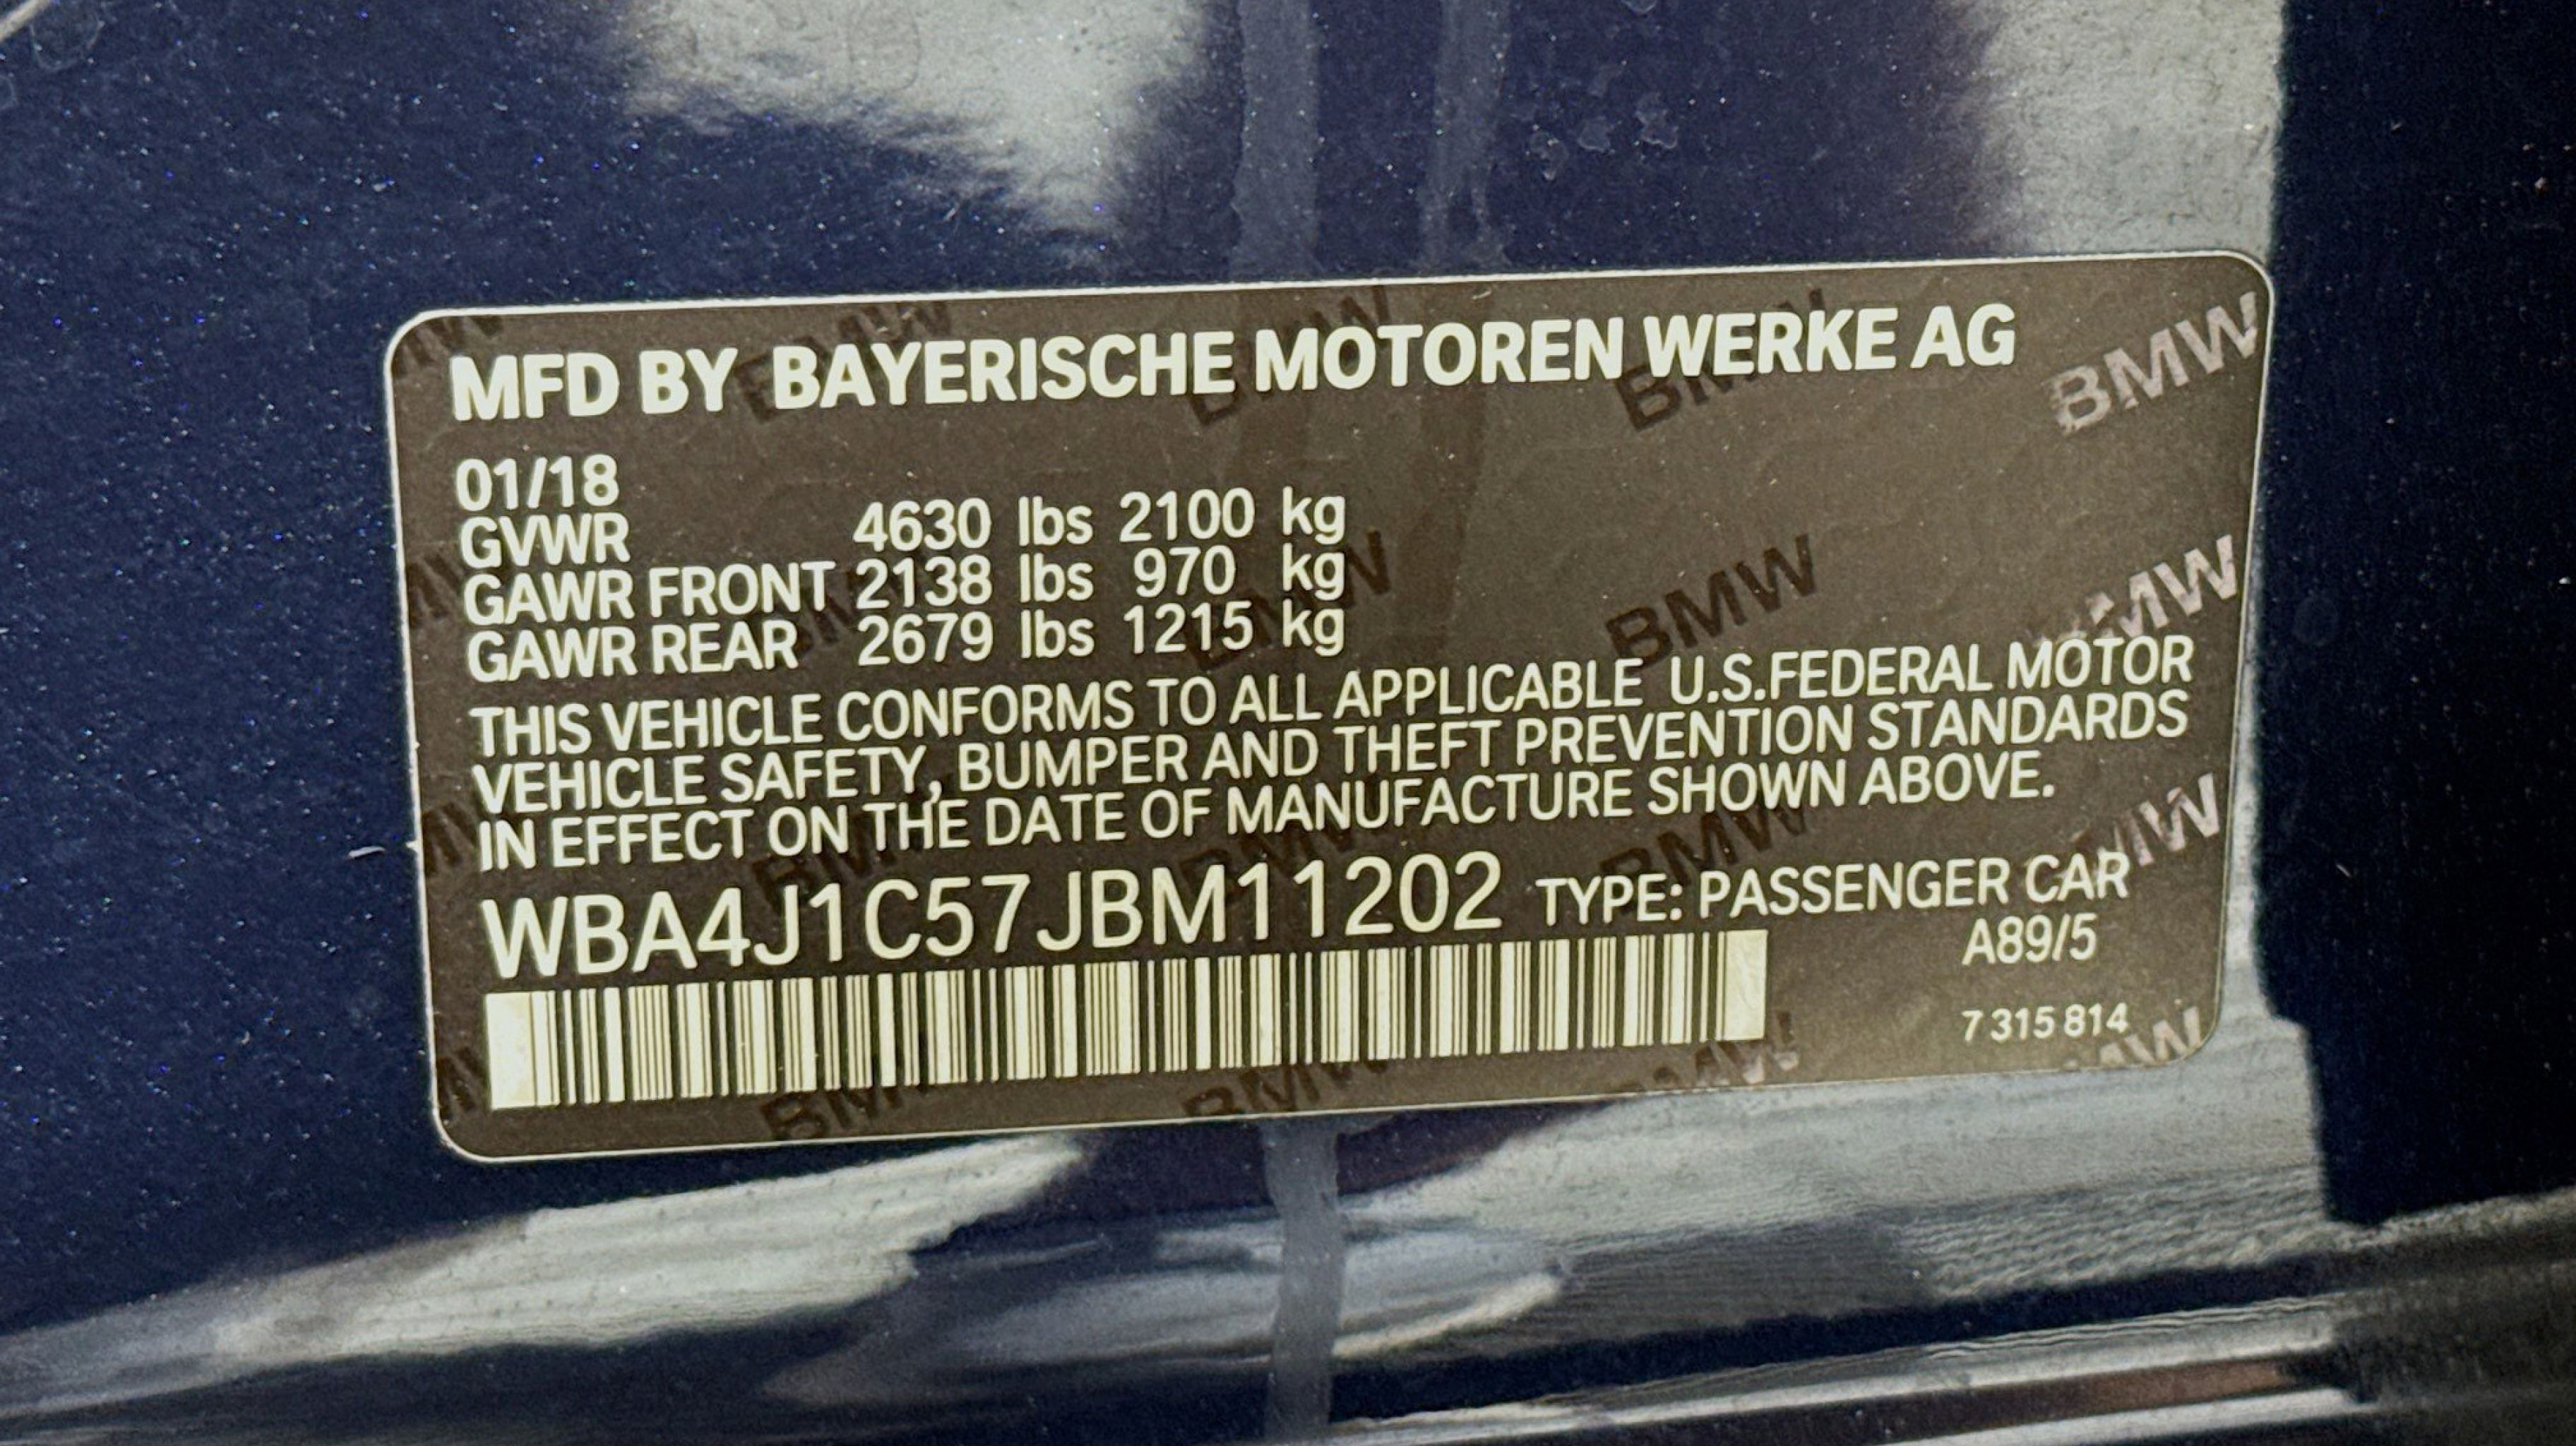 MFD BY BAYERISCHE MOTOREN WERKE AG
01/18
GVWR 4630 lbs 2100 kg
GAWR FRONT 2138 lbs 970 kg
GAWR REAR 2679 lbs 1215 kg
THIS VEHICLE CONFORMS TO ALL APPLICABLE U.S.FEDERAL MOTOR
VEHICLE SAFETY, BUMPER AND THEFT PREVENTION STANDARDS
IN EFFECT ON THE DATE OF MANUFACTURE SHOWN ABOVE.
WBA4J1C57JBM11202 TYPE: PASSENGER CAR
A89/5
7 315 814
BMW